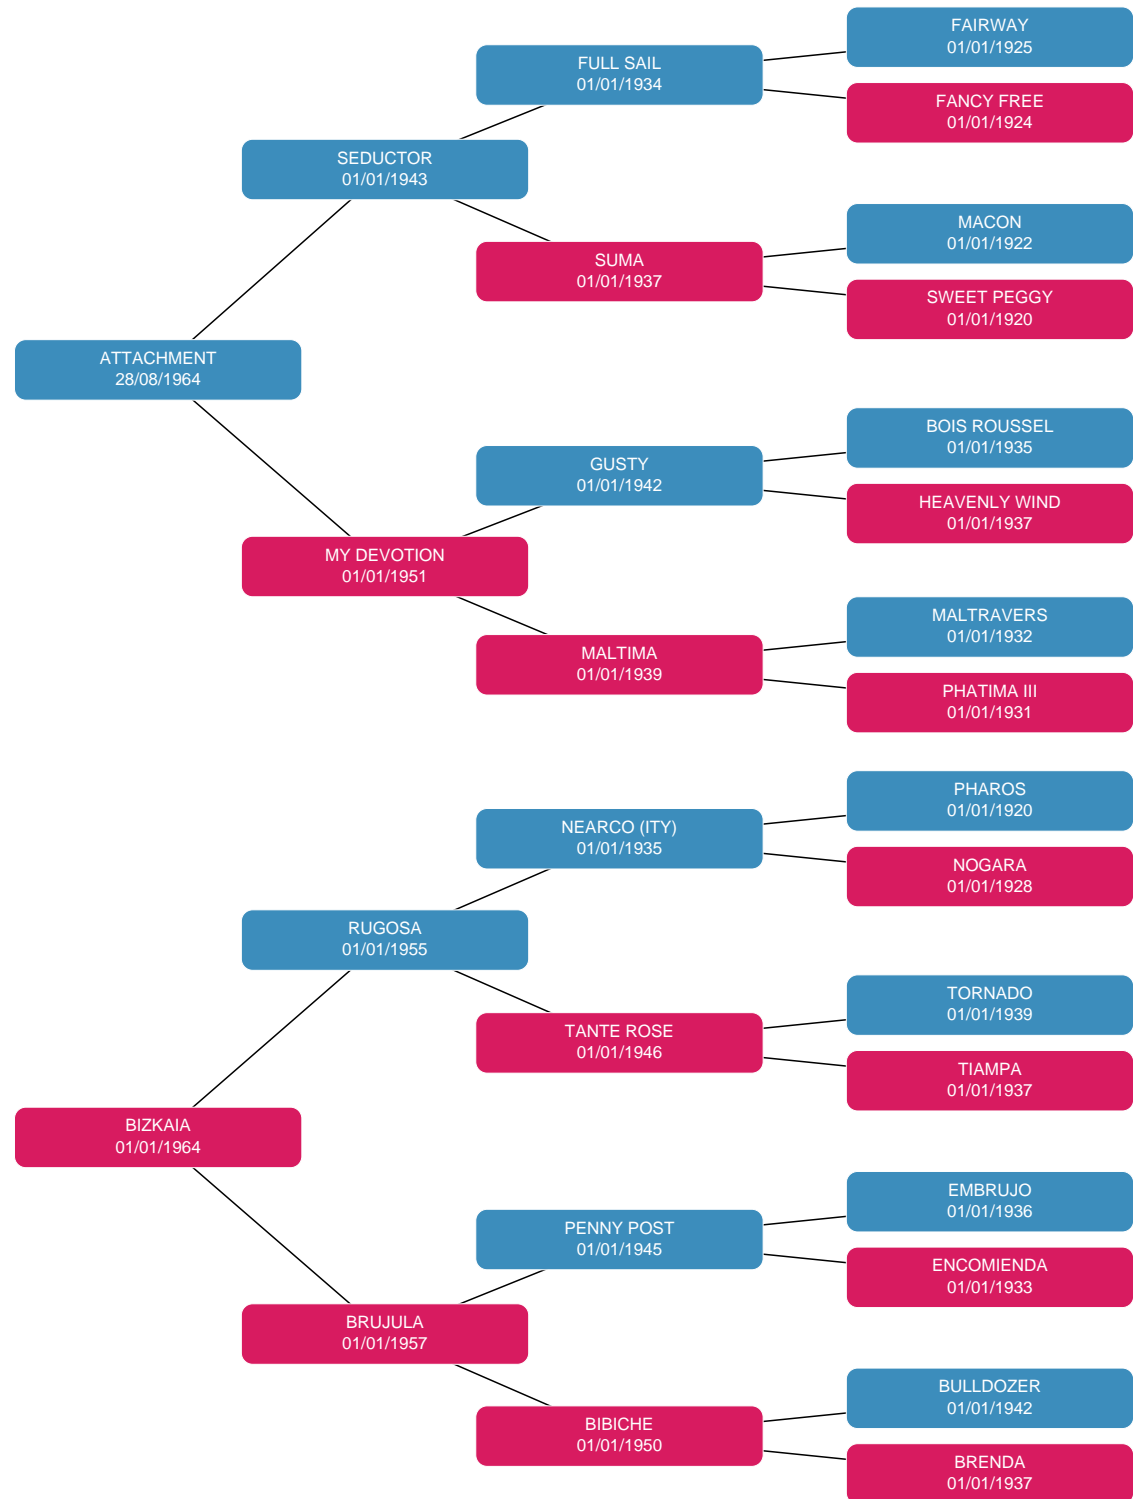 FAIRWAY
01/01/1925
FULL SAIL
01/01/1934
FANCY FREE
01/01/1924
SEDUCTOR
01/01/1943
MACON
01/01/1922
SUMA
01/01/1937
SWEET PEGGY
01/01/1920
ATTACHMENT
28/08/1964
BOIS ROUSSEL
01/01/1935
GUSTY
01/01/1942
HEAVENLY WIND
01/01/1937
MY DEVOTION
01/01/1951
MALTRAVERS
01/01/1932
MALTIMA
01/01/1939
PHATIMA III
01/01/1931
PHAROS
01/01/1920
NEARCO (ITY)
01/01/1935
NOGARA
01/01/1928
RUGOSA
01/01/1955
TORNADO
01/01/1939
TANTE ROSE
01/01/1946
TIAMPA
01/01/1937
BIZKAIA
01/01/1964
EMBRUJO
01/01/1936
PENNY POST
01/01/1945
ENCOMIENDA
01/01/1933
BRUJULA
01/01/1957
BULLDOZER
01/01/1942
BIBICHE
01/01/1950
BRENDA
01/01/1937